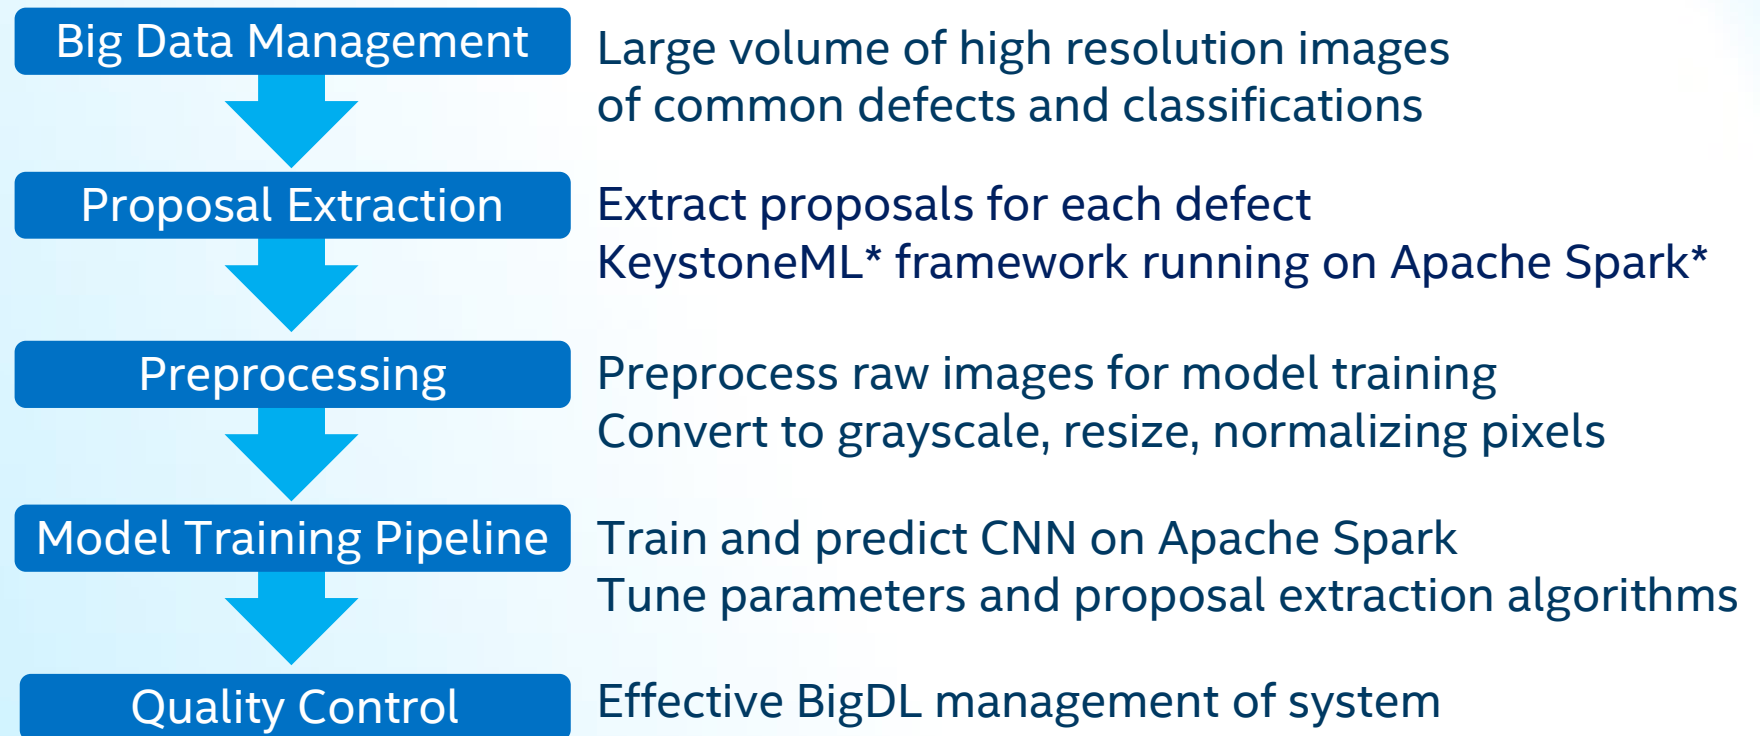 Big Data Management
Large volume of high resolution images
of common defects and classifications
Proposal Extraction
Extract proposals for each defect
KeystoneML* framework running on Apache Spark*
Preprocessing
Preprocess raw images for model training
Convert to grayscale, resize, normalizing pixels
Model Training Pipeline
Train and predict CNN on Apache Spark
Tune parameters and proposal extraction algorithms
Quality Control
Effective BigDL management of system